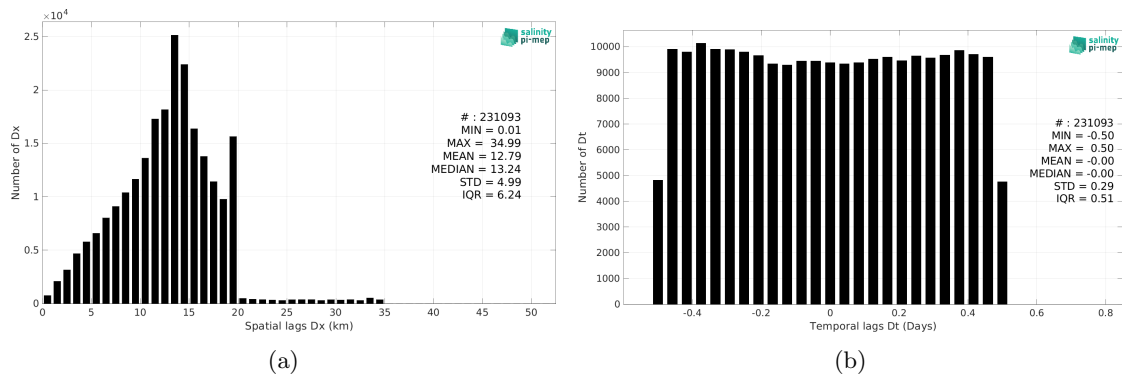 ×10⁴
2.5
2
1.5
1
0.5
0
Number of Dx
0 5 10 15 20 25 30 35 40 45 50
Spatial lags Dx (km)
salinity
pi-mep
# : 231093
MIN = 0.01
MAX = 34.99
MEAN = 12.79
MEDIAN = 13.24
STD = 4.99
IQR = 6.24
(a)
10000
9000
8000
7000
6000
5000
4000
3000
2000
1000
0
Number of Dt
-0.4 -0.2 0 0.2 0.4 0.6 0.8
Temporal lags Dt (Days)
salinity
pi-mep
# : 231093
MIN = -0.50
MAX = 0.50
MEAN = -0.00
MEDIAN = -0.00
STD = 0.29
IQR = 0.51
(b)